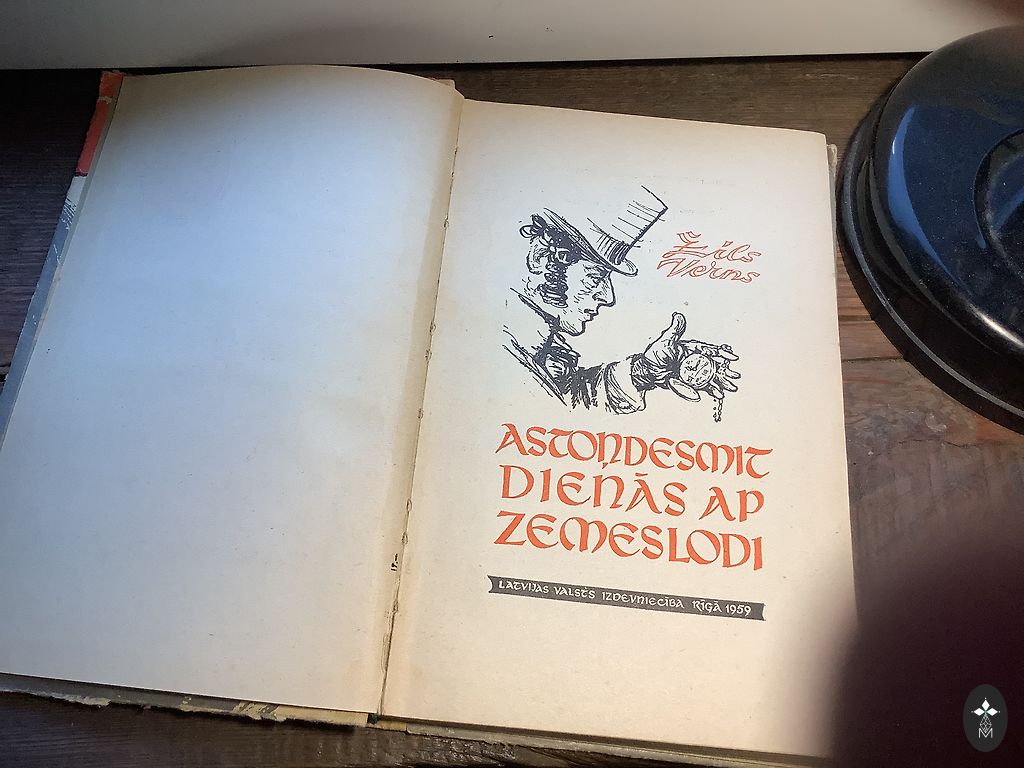 Žils
Verns
ASTOŅDESMIT
DIENĀS AP
ZEMESLODI
LATVIJAS VALSTS IZDEVNIECĪBA RĪGĀ 1959